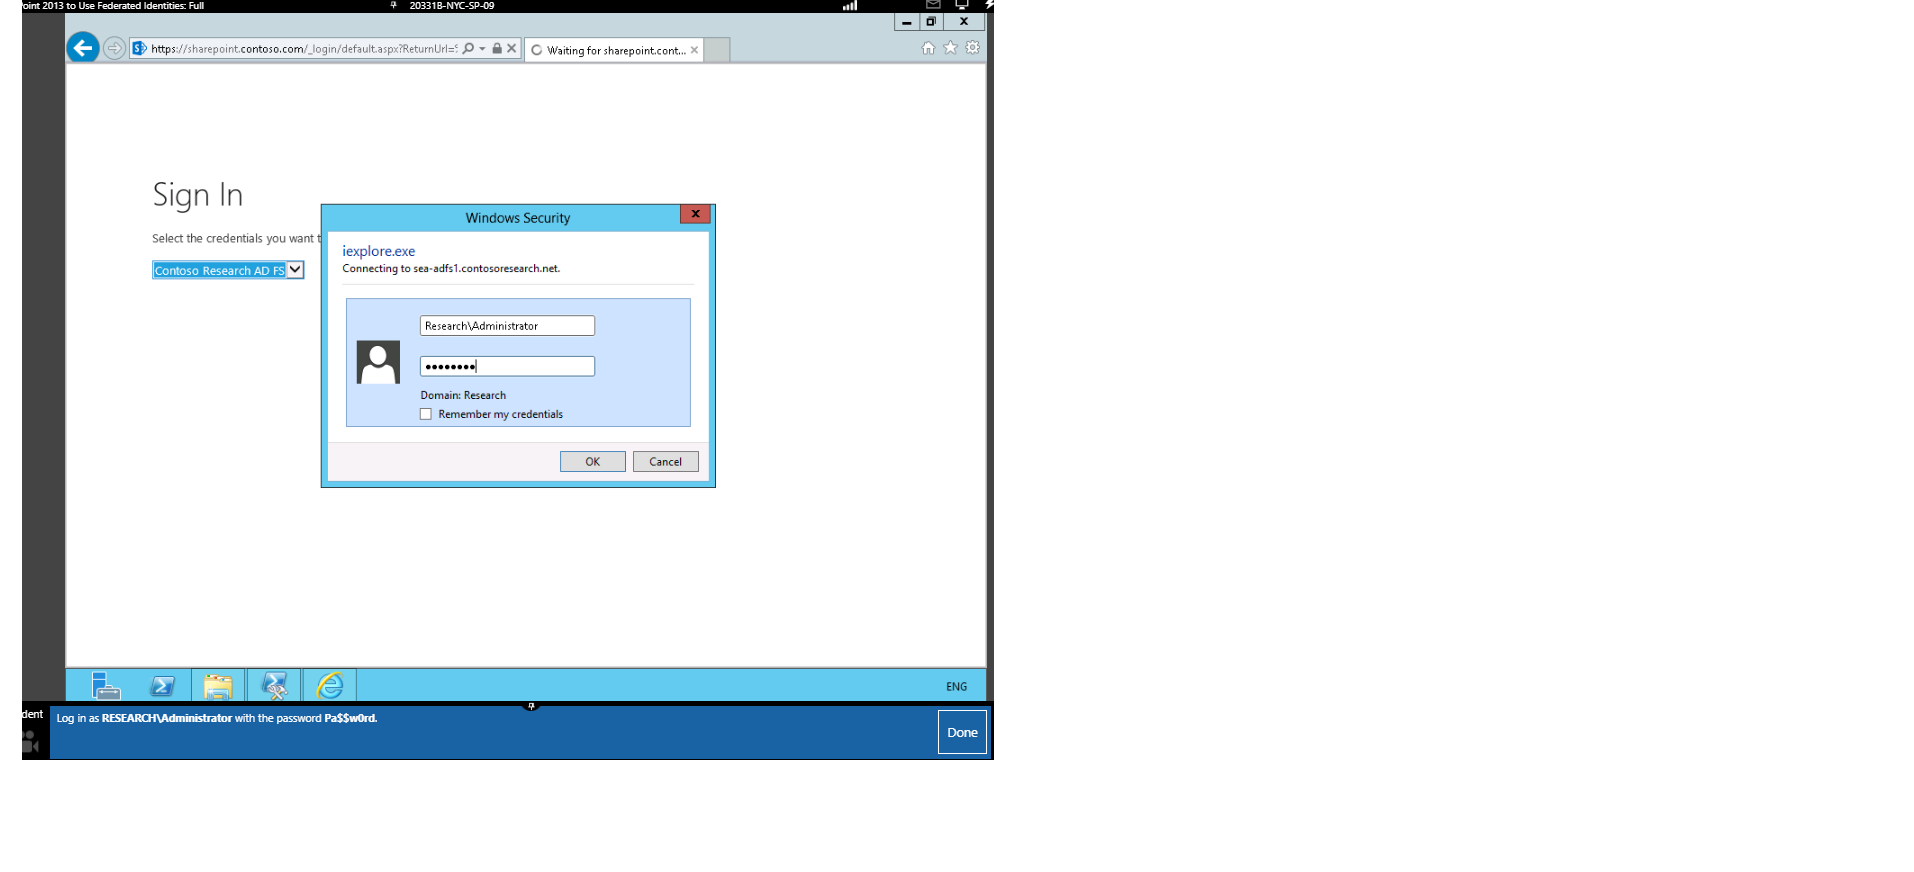 oint 2013 to Use Federated Identities: Full
20331B-NYC-SP-09
https://sharepoint.contoso.com/_login/default.aspx?ReturnUrl=
Waiting for sharepoint.cont...
Sign In
Select the credentials you want t
Contoso Research AD FS
Windows Security
x
iexplore.exe
Connecting to sea-adfs1.contosoresearch.net.
Research\Administrator
Domain: Research
Remember my credentials
OK
Cancel
ENG
dent
Log in as RESEARCH\Administrator with the password Pa$$w0rd.
Done